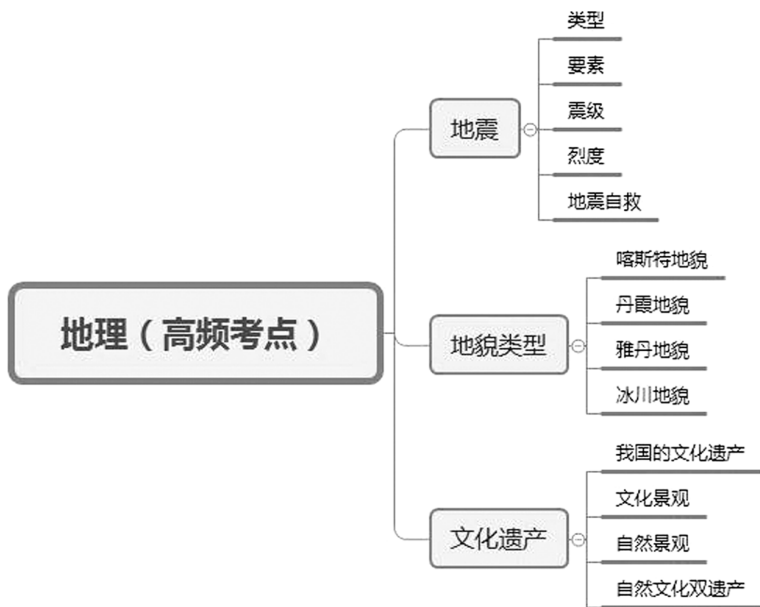 地理（高频考点）
地震
类型
要素
震级
烈度
地震自救
地貌类型
喀斯特地貌
丹霞地貌
雅丹地貌
冰川地貌
文化遗产
我国的文化遗产
文化景观
自然景观
自然文化双遗产